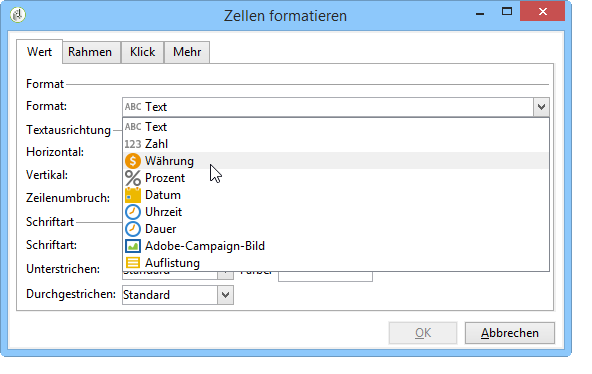 Zellen formatieren
Wert Rahmen Klick Mehr
Format
Format: ABC Text
ABC Text
Textausrichtung
123 Zahl
Horizontal:
$ Währung
Vertikal:
% Prozent
Zeilenumbruch:
Datum
Uhrzeit
Schriftart
Dauer
Schriftart:
Adobe-Campaign-Bild
Auflistung
Unterstrichen: Standard
Durchgestrichen: Standard
OK Abbrechen